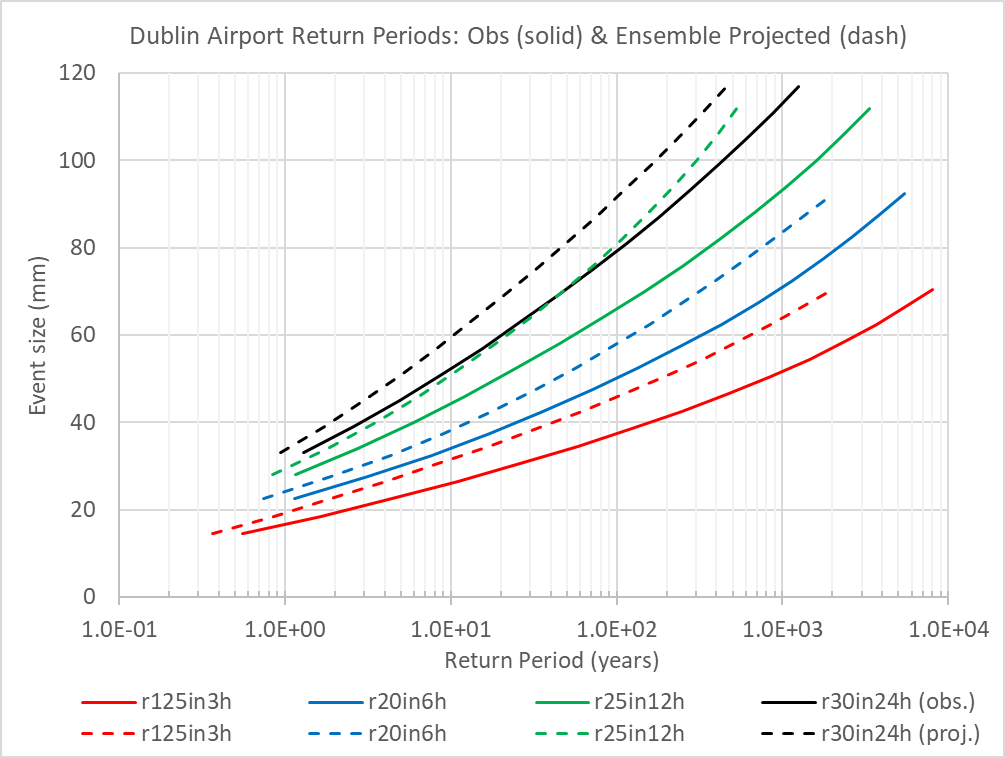 Dublin Airport Return Periods: Obs (solid) & Ensemble Projected (dash)
120
100
80
60
40
20
0
Event size (mm)
1.0E-01 1.0E+00 1.0E+01 1.0E+02 1.0E+03 1.0E+04
Return Period (years)
r125in3h r20in6h r25in12h r30in24h (obs.)
r125in3h r20in6h r25in12h r30in24h (proj.)